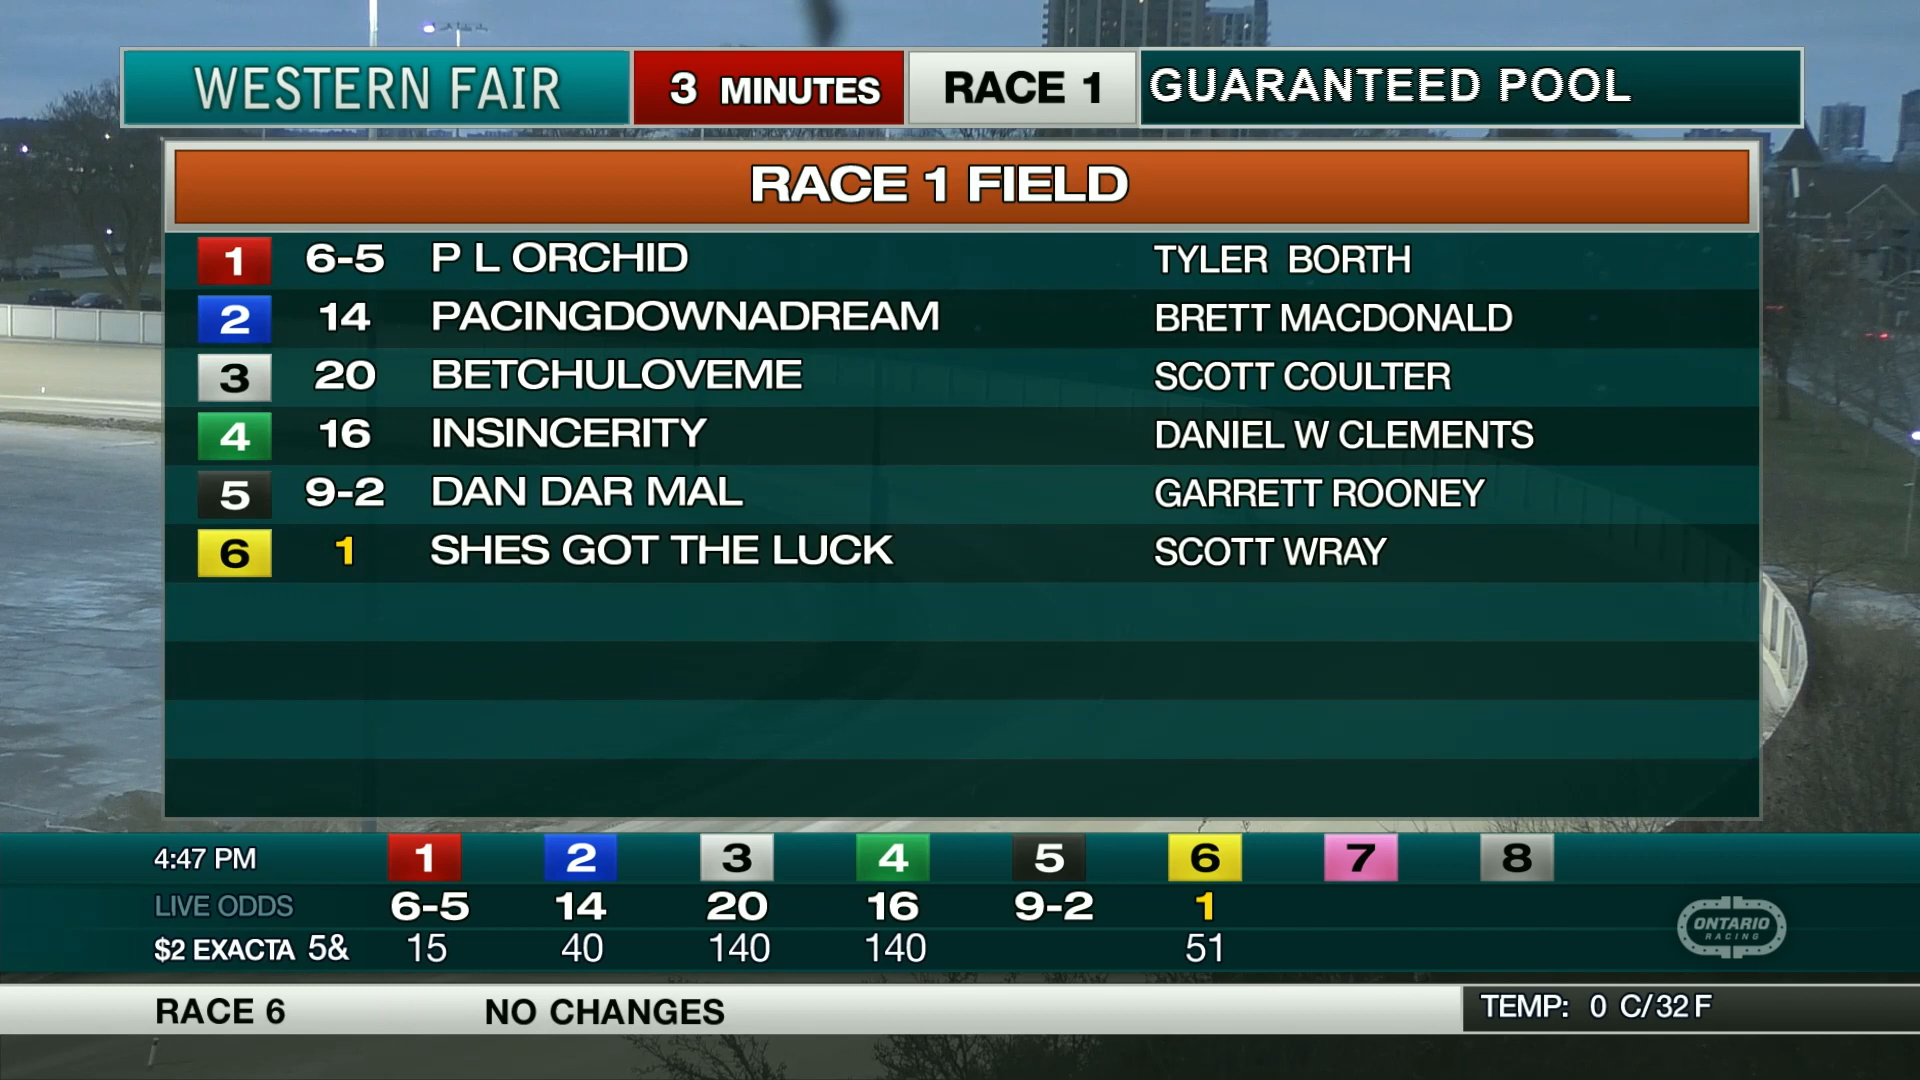 WESTERN FAIR 3 MINUTES RACE 1 GUARANTEED POOL
RACE 1 FIELD
1 6-5 P L ORCHID TYLER BORTH
2 14 PACINGDOWNADREAM BRETT MACDONALD
3 20 BETCHULOVEME SCOTT COULTER
4 16 INSINCERITY DANIEL W CLEMENTS
5 9-2 DAN DAR MAL GARRETT ROONEY
6 1 SHES GOT THE LUCK SCOTT WRAY
4:47 PM 1 2 3 4 5 6 7 8
LIVE ODDS 6-5 14 20 16 9-2 1
$2 EXACTA 5& 15 40 140 140 51
ONTARIO
RACING
RACE 6 NO CHANGES TEMP: 0 C/32 F